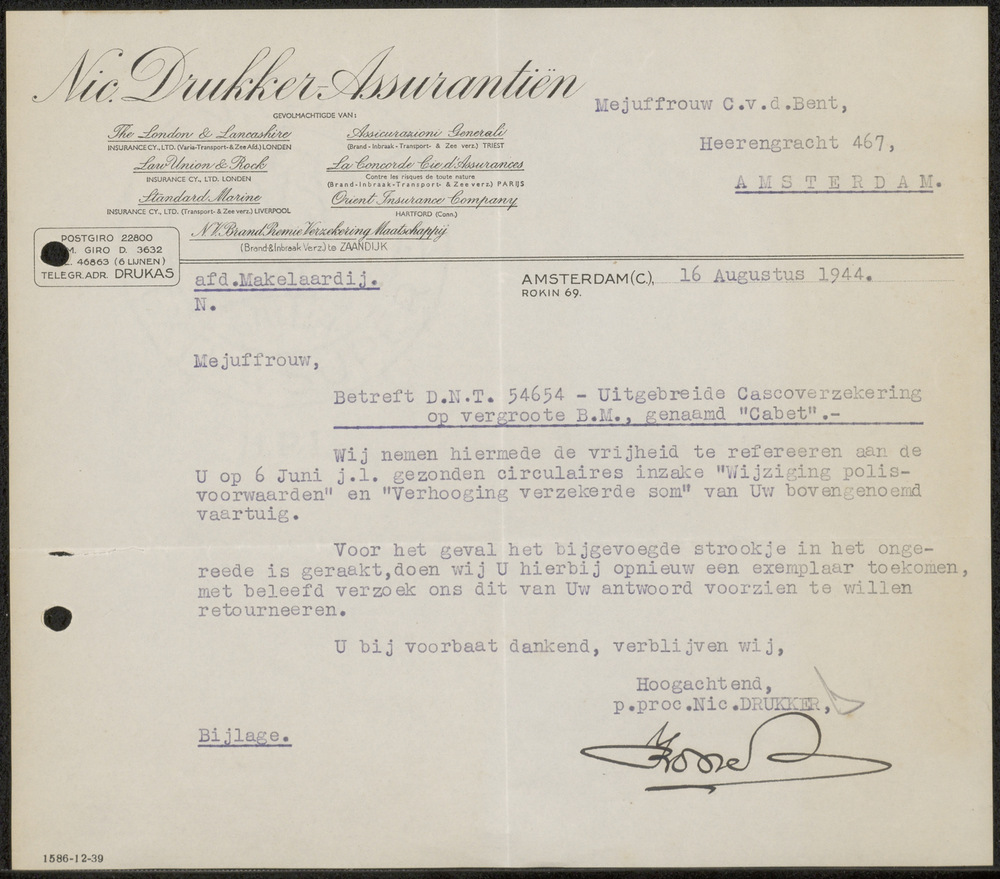 Nic. Drukker-Assurantiën
GEVOLMACHTIGDE VAN:
The London & Lancashire
INSURANCE CY., LTD. (Varia-Transport- & Zee Afd.) LONDEN
Law Union & Rock
INSURANCE CY., LTD. LONDEN
Standard Marine
INSURANCE CY., LTD. (Transport- & Zee verz.) LIVERPOOL
Assicurazioni Generali
(Brand- Inbraak- Transport- & Zee verz.) TRIEST
La Concorde Cie d'Assurances
Contre les risques de toute nature
(Brand-Inbraak-Transport- & Zee verz.) PARIJS
Orient Insurance Company
HARTFORD (Conn.)
N.V. Brand Premie Verzekering Maatschappij
(Brand- & Inbraak Verz.) te ZAANDIJK
POSTGIRO 22800
M. GIRO D. 3632
46863 (6 LIJNEN)
TELEGR. ADR. DRUKAS
Mejuffrouw C.v.d.Bent,
Heerengracht 467,
AMSTERDAM.
afd.Makelaardij.
N.
AMSTERDAM (C.), 16 Augustus 1944.
ROKIN 69.
Mejuffrouw,
Betreft D.N.T. 54654 - Uitgebreide Cascoverzekering
op vergroote B.M., genaamd "Cabet".-
Wij nemen hiermede de vrijheid te refereeren aan de
U op 6 Juni j.l. gezonden circulaires inzake "Wijziging polis-
voorwaarden" en "Verhooging verzekerde som" van Uw bovengenoemd
vaartuig.
Voor het geval het bijgevoegde strookje in het onge-
reede is geraakt,doen wij U hierbij opnieuw een exemplaar toekomen,
met beleefd verzoek ons dit van Uw antwoord voorzien te willen
retourneeren.
U bij voorbaat dankend, verblijven wij,
Hoogachtend,
p.proc.Nic.DRUKKER,
Bijlage.
1586-12-39